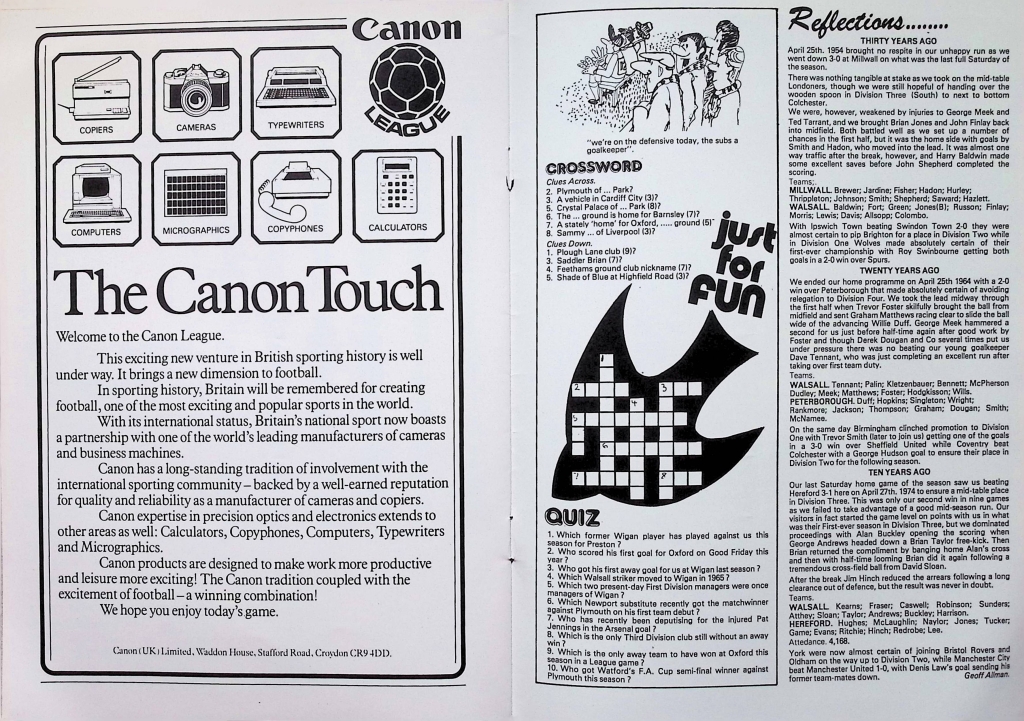 Canon
LEAGUE
COPIERS
CAMERAS
TYPEWRITERS
COMPUTERS
MICROGRAPHICS
COPYPHONES
CALCULATORS
The Canon Touch
Welcome to the Canon League.
This exciting new venture in British sporting history is well
under way. It brings a new dimension to football.
In sporting history, Britain will be remembered for creating
football, one of the most exciting and popular sports in the world.
With its international status, Britain's national sport now boasts
a partnership with one of the world's leading manufacturers of cameras
and business machines.
Canon has a long-standing tradition of involvement with the
international sporting community – backed by a well-earned reputation
for quality and reliability as a manufacturer of cameras and copiers.
Canon expertise in precision optics and electronics extends to
other areas as well: Calculators, Copyphones, Computers, Typewriters
and Micrographics.
Canon products are designed to make work more productive
and leisure more exciting! The Canon tradition coupled with the
excitement of football – a winning combination!
We hope you enjoy today's game.
Canon (UK) Limited, Waddon House, Stafford Road, Croydon CR9 4DD.
"we're on the defensive today, the subs a
goalkeeper".
CROSSWORD
Clues Across.
2. Plymouth of ... Park?
3. A vehicle in Cardiff City (3)?
5. Crystal Palace of ... Park (8)?
6. The ... ground is home for Barnsley (7)?
7. A stately 'home' for Oxford, ..... ground (5)
8. Sammy ... of Liverpool (3)?
Clues Down.
1. Plough Lane club (9)?
3. Saddler Brian (7)?
4. Feethams ground club nickname (7)?
5. Shade of Blue at Highfield Road (3)?
just
for
FUN
1
2
3
4
5
6
7
8
QUIZ
1. Which former Wigan player has played against us this
season for Preston ?
2. Who scored his first goal for Oxford on Good Friday this
year ?
3. Who got his first away goal for us at Wigan last season ?
4. Which Walsall striker moved to Wigan in 1965 ?
5. Which two present-day First Division managers were once
managers of Wigan ?
6. Which Newport substitute recently got the matchwinner
against Plymouth on his first team debut ?
7. Who has recently been deputising for the injured Pat
Jennings in the Arsenal goal ?
8. Which is the only Third Division club still without an away
win ?
9. Which is the only away team to have won at Oxford this
season in a League game ?
10. Who got Watford's F.A. Cup semi-final winner against
Plymouth this season ?
Reflections........
THIRTY YEARS AGO
April 25th. 1954 brought no respite in our unhappy run as we
went down 3-0 at Millwall on what was the last full Saturday of
the season.
There was nothing tangible at stake as we took on the mid-table
Londoners, though we were still hopeful of handing over the
wooden spoon in Division Three (South) to next to bottom
Colchester.
We were, however, weakened by injuries to George Meek and
Ted Tarrant, and we brought Brian Jones and John Finlay back
into midfield. Both battled well as we set up a number of
chances in the first half, but it was the home side with goals by
Smith and Hadon, who moved into the lead. It was almost one
way traffic after the break, however, and Harry Baldwin made
some excellent saves before John Shepherd completed the
scoring.
Teams:
MILLWALL. Brewer; Jardine; Fisher; Hadon; Hurley;
Thrippleton; Johnson; Smith; Shepherd; Saward; Hazlett.
WALSALL. Baldwin; Fort; Green; Jones(B); Russon; Finlay;
Morris; Lewis; Davis; Allsopp; Colombo.
With Ipswich Town beating Swindon Town 2-0 they were
almost certain to pip Brighton for a place in Division Two while
in Division One Wolves made absolutely certain of their
first-ever championship with Roy Swinbourne getting both
goals in a 2-0 win over Spurs.
TWENTY YEARS AGO
We ended our home programme on April 25th 1964 with a 2-0
win over Peterborough that made absolutely certain of avoiding
relegation to Division Four. We took the lead midway through
the first half when Trevor Foster skilfully brought the ball from
midfield and sent Graham Matthews racing clear to slide the ball
wide of the advancing Willie Duff. George Meek hammered a
second for us just before half-time again after good work by
Foster and though Derek Dougan and Co several times put us
under pressure there was no beating our young goalkeeper
Dave Tennant, who was just completing an excellent run after
taking over first team duty.
Teams.
WALSALL. Tennant; Palin; Kletzenbauer; Bennett; McPherson
Dudley; Meek; Matthews; Foster; Hodgkisson; Wills.
PETERBOROUGH. Duff; Hopkins; Singleton; Wright;
Rankmore; Jackson; Thompson; Graham; Dougan; Smith;
McNamee.
On the same day Birmingham clinched promotion to Division
One with Trevor Smith (later to join us) getting one of the goals
in a 3-0 win over Sheffield United while Coventry beat
Colchester with a George Hudson goal to ensure their place in
Division Two for the following season.
TEN YEARS AGO
Our last Saturday home game of the season saw us beating
Hereford 3-1 here on April 27th. 1974 to ensure a mid-table place
in Division Three. This was only our second win in nine games
as we failed to take advantage of a good mid-season run. Our
visitors in fact started the game level on points with us in what
was their First-ever season in Division Three, but we dominated
proceedings with Alan Buckley opening the scoring when
George Andrews headed down a Brian Taylor free-kick. Then
Brian returned the compliment by banging home Alan's cross
and then with half-time looming Brian did it again following a
tremendous cross-field ball from David Sloan.
After the break Jim Hinch reduced the arrears following a long
clearance out of defence, but the result was never in doubt.
Teams.
WALSALL. Kearns; Fraser; Caswell; Robinson; Sunders;
Atthey; Sloan; Taylor; Andrews; Buckley; Harrison.
HEREFORD. Hughes; McLaughlin; Naylor; Jones; Tucker;
Game; Evans; Ritchie; Hinch; Redrobe; Lee.
Attedance. 4,168.
York were now almost certain of joining Bristol Rovers and
Oldham on the way up to Division Two, while Manchester City
beat Manchester United 1-0, with Denis Law's goal sending his
former team-mates down.
Geoff Allman.